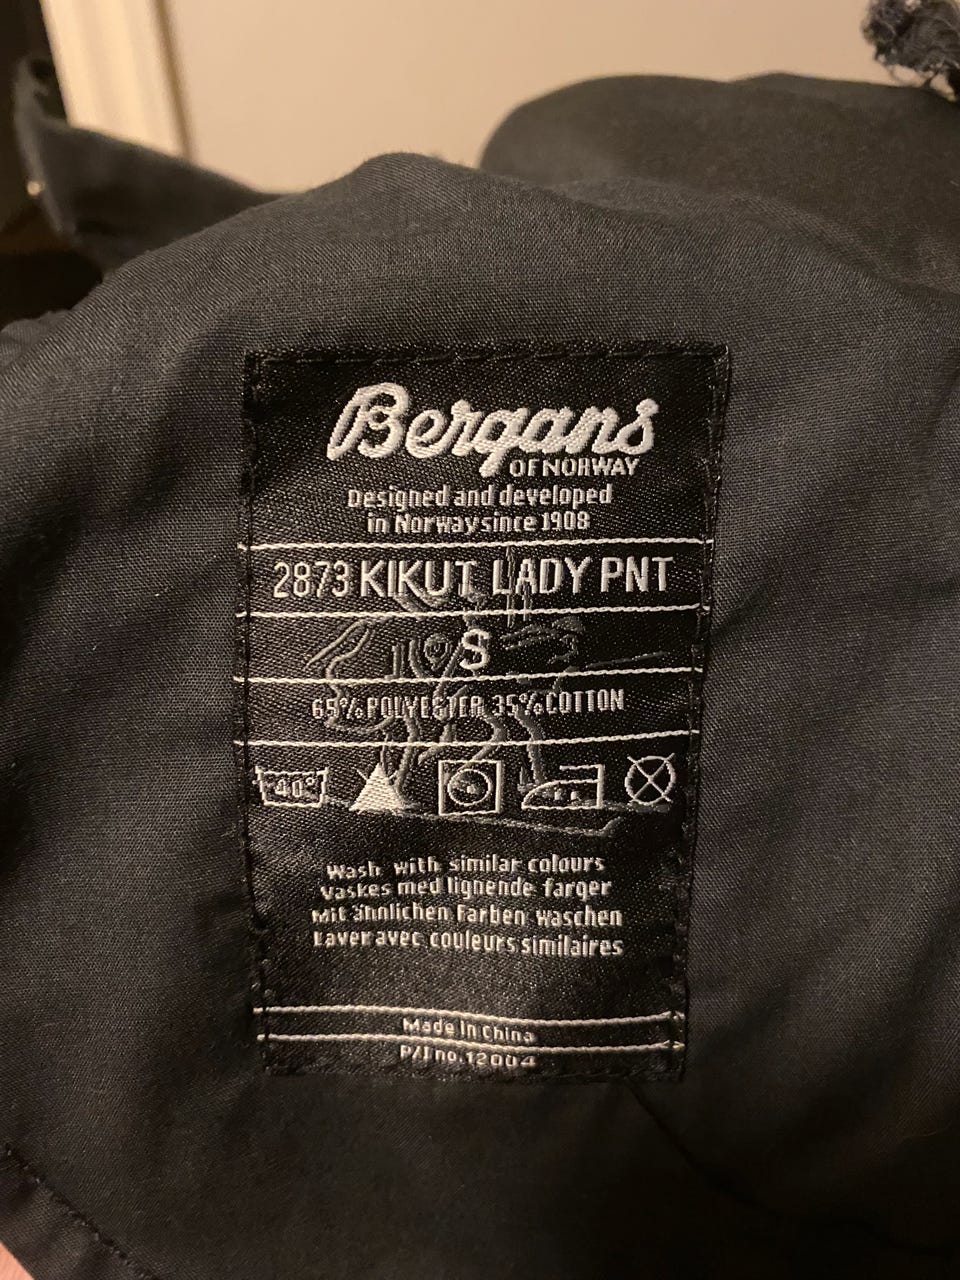 Bergans
OF NORWAY
Designed and developed
in Norway since 1908
2873 KIKUT LADY PNT
S
65% POLYESTER 35% COTTON
40°
Wash with similar colours
Vaskes med lignende farger
Mit ähnlichen Farben waschen
Laver avec couleurs similaires
Made in China
P/I no. 12004